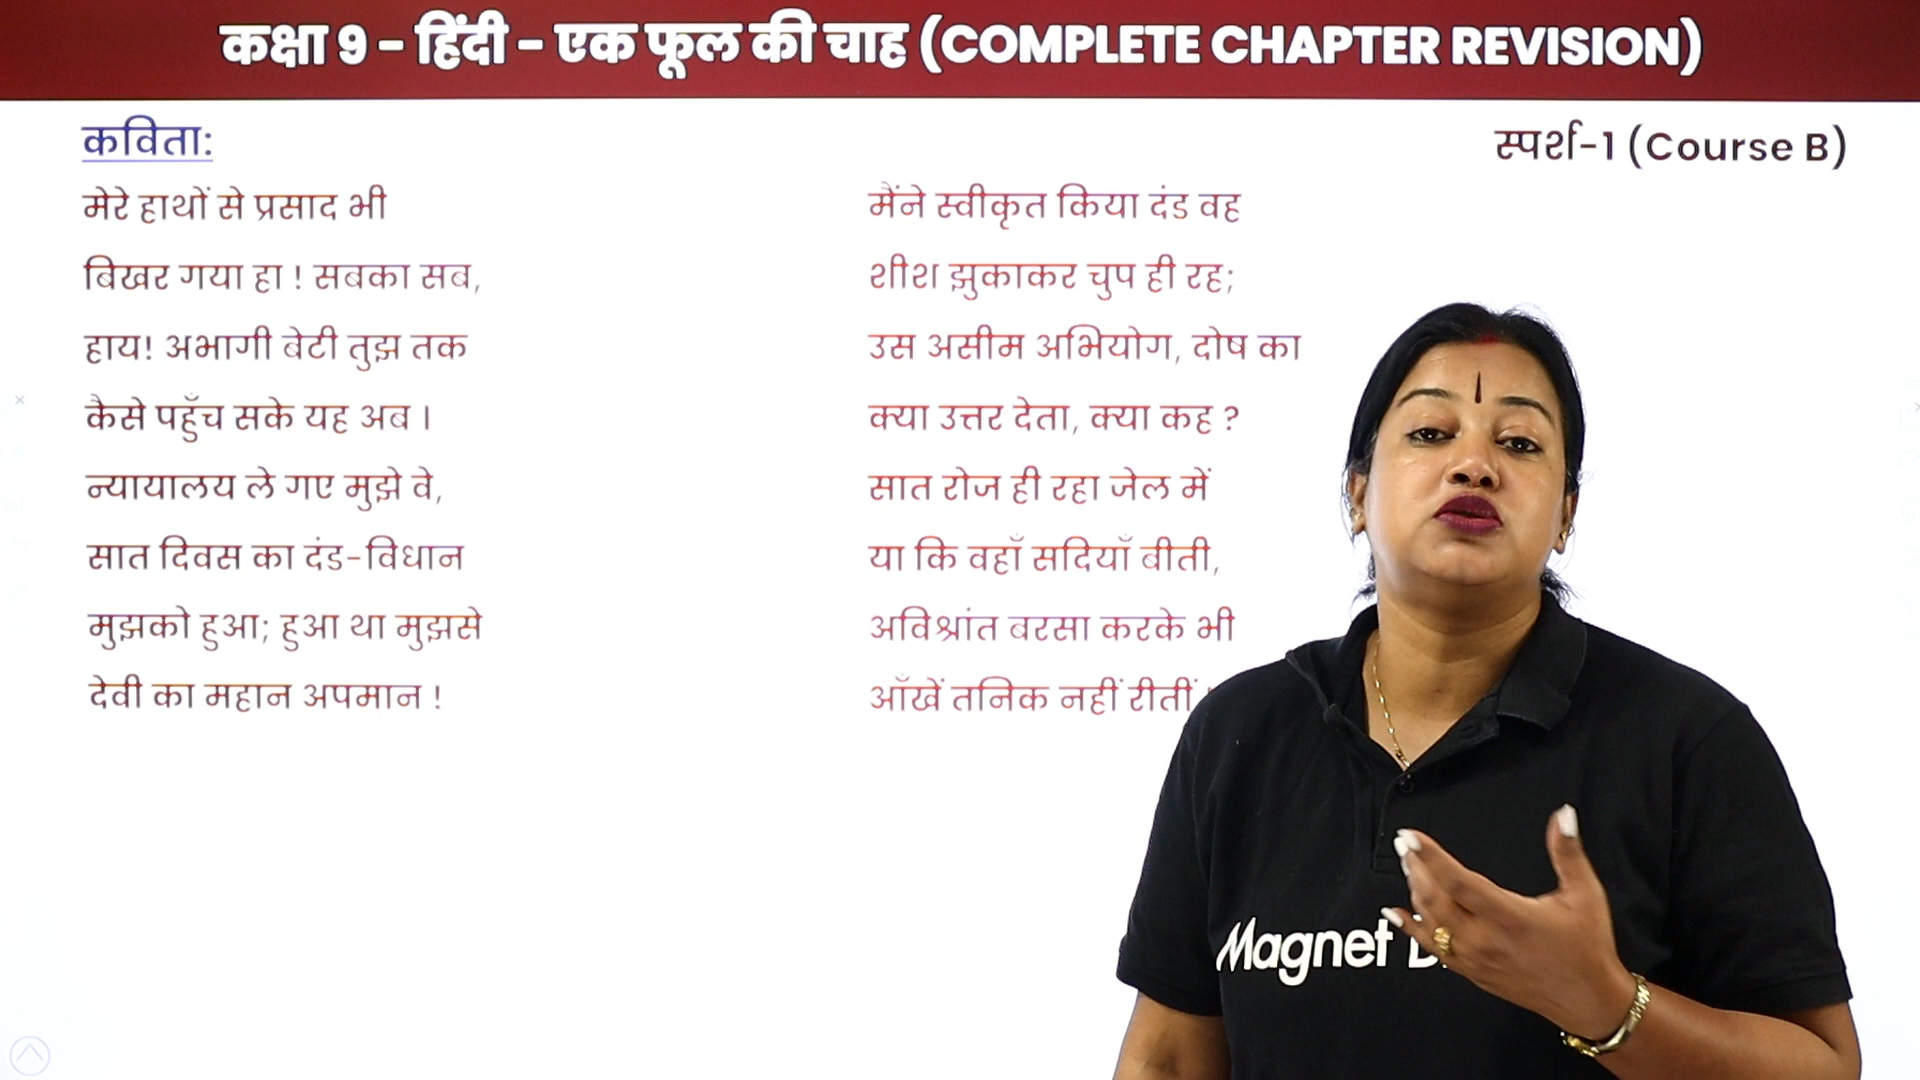 कक्षा 9 - हिंदी - एक फूल की चाह (COMPLETE CHAPTER REVISION)
कविता:
स्पर्श-1 (Course B)
मेरे हाथों से प्रसाद भी
बिखर गया हा ! सबका सब,
हाय! अभागी बेटी तुझ तक
कैसे पहुँच सके यह अब ।
न्यायालय ले गए मुझे वे,
सात दिवस का दंड-विधान
मुझको हुआ; हुआ था मुझसे
देवी का महान अपमान !
मैंने स्वीकृत किया दंड वह
शीश झुकाकर चुप ही रह;
उस असीम अभियोग, दोष का
क्या उत्तर देता, क्या कह ?
सात रोज ही रहा जेल में
या कि वहाँ सदियाँ बीती,
अविश्रांत बरसा करके भी
आँखें तनिक नहीं रीतीं
Magnet